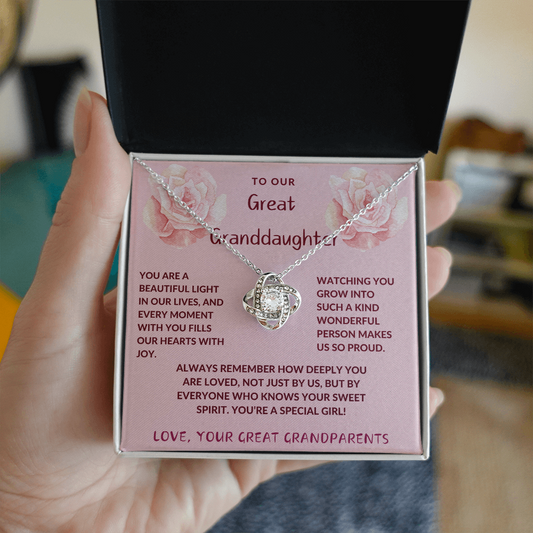 TO OUR
Great
Granddaughter
YOU ARE A
BEAUTIFUL LIGHT
IN OUR LIVES, AND
EVERY MOMENT
WITH YOU FILLS
OUR HEARTS WITH
JOY.
WATCHING YOU
GROW INTO
SUCH A KIND
WONDERFUL
PERSON MAKES
US SO PROUD.
ALWAYS REMEMBER HOW DEEPLY YOU
ARE LOVED, NOT JUST BY US, BUT BY
EVERYONE WHO KNOWS YOUR SWEET
SPIRIT. YOU'RE A SPECIAL GIRL!
LOVE, YOUR GREAT GRANDPARENTS